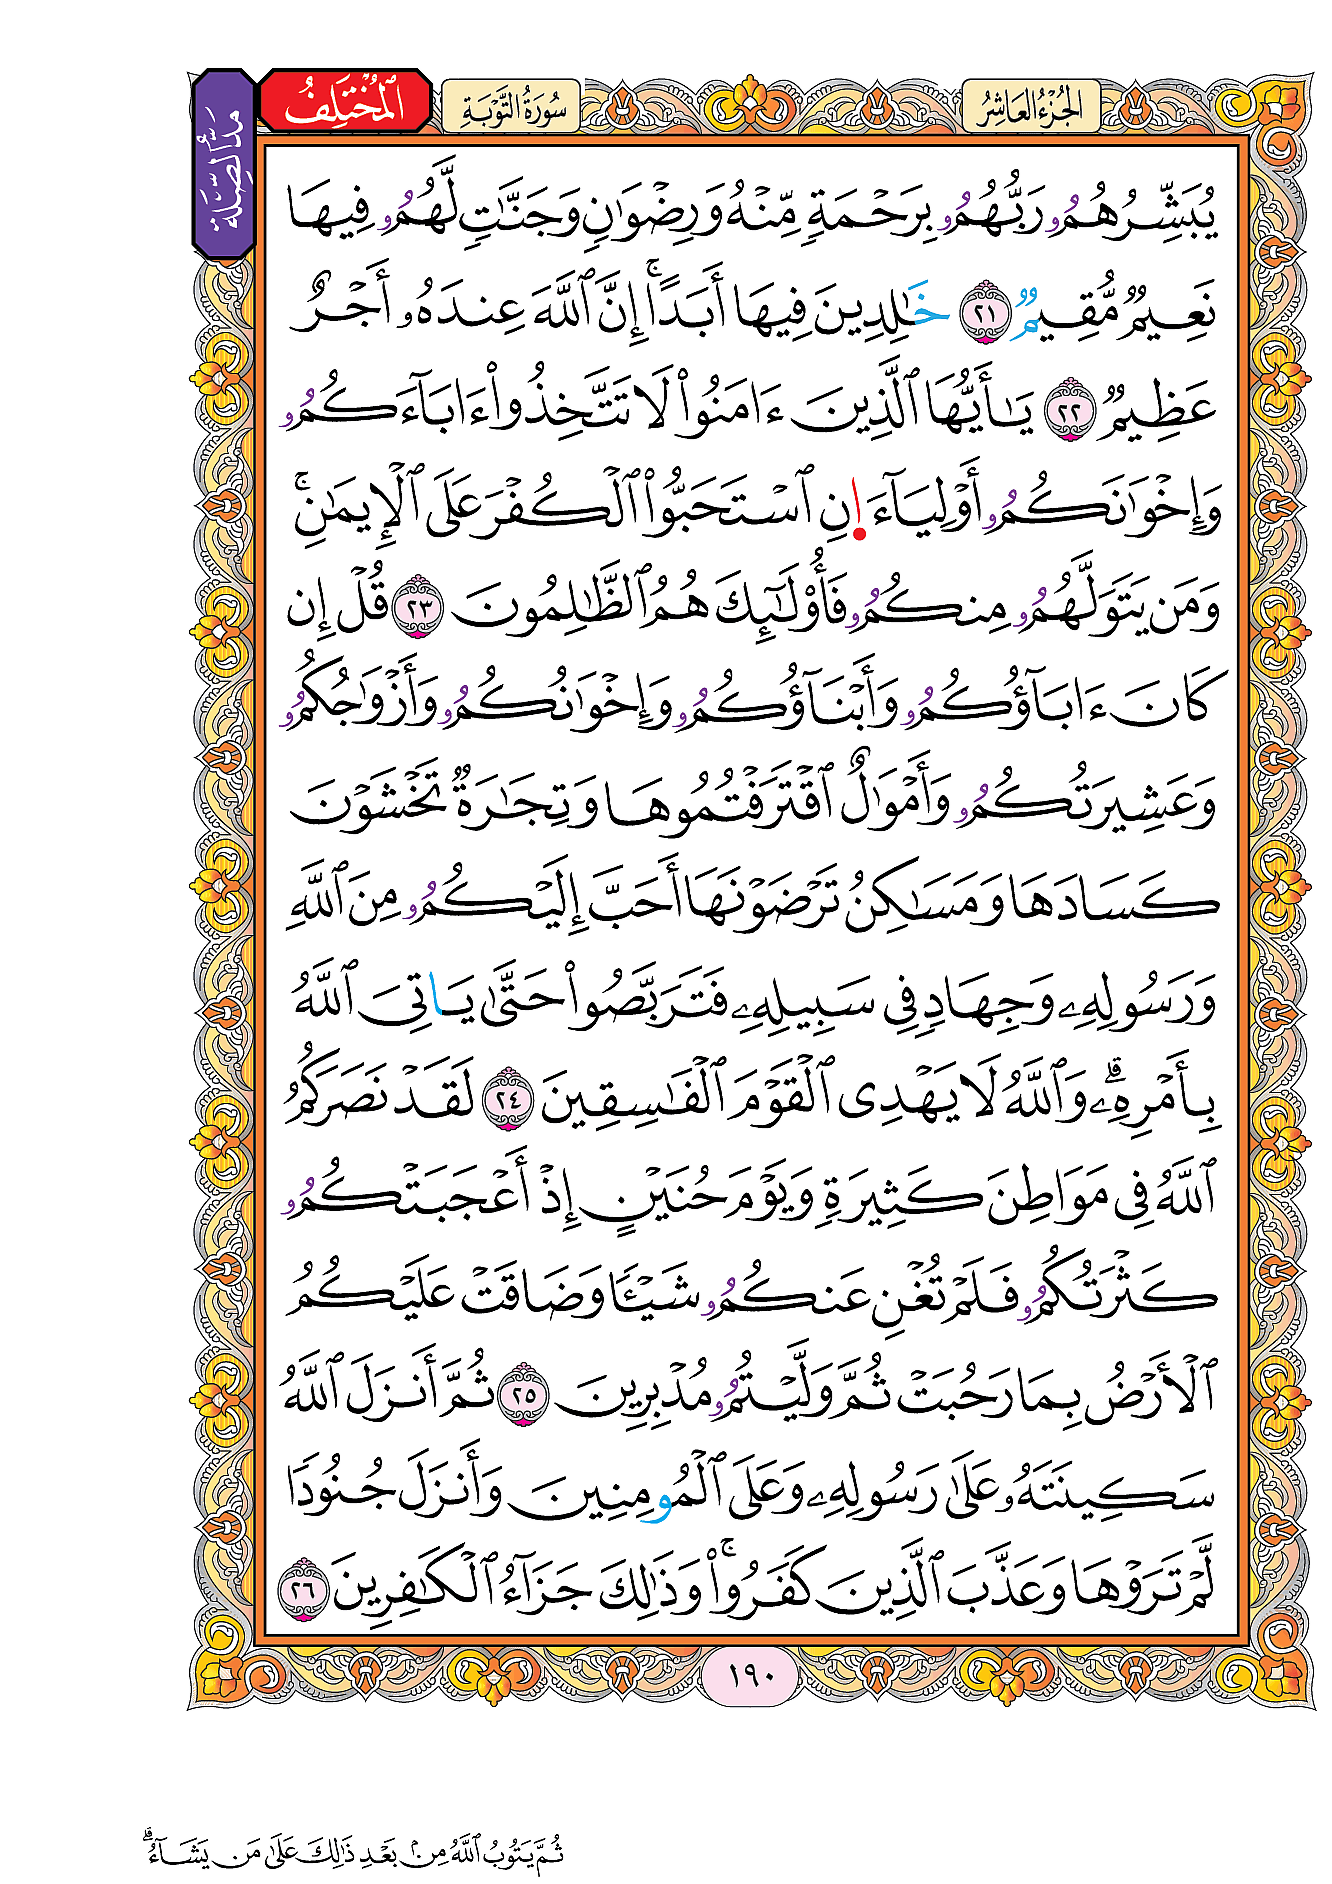 الجُزْءُ العَاشِرُ
سُورَةُ التَّوْبَةِ
المُخْتَلِفُ
مَدُّ الصِّلَة
يُبَشِّرُهُمُۥ رَبُّهُمُۥ بِرَحْمَةٍ مِّنْهُ وَرِضْوَٰنٍ وَجَنَّـٰتٍ لَّهُمُۥ فِيهَا
نَعِيمٌ مُّقِيمٌ ٢١ خَـٰلِدِينَ فِيهَا أَبَدًا ۚ إِنَّ ٱللَّهَ عِندَهُۥ أَجْرٌ
عَظِيمٌ ٢٢ يَـٰٓأَيُّهَا ٱلَّذِينَ ءَامَنُوا۟ لَا تَتَّخِذُوٓا۟ ءَابَآءَكُمُۥ
وَإِخْوَٰنَكُمُۥ أَوْلِيَآءَ اِنِ ٱسْتَحَبُّوا۟ ٱلْكُفْرَ عَلَى ٱلْإِيمَـٰنِ ۚ
وَمَن يَتَوَلَّهُمُۥ مِنكُمُۥ فَأُو۟لَـٰٓئِكَ هُمُ ٱلظَّـٰلِمُونَ ٢٣ قُلْ إِن
كَانَ ءَابَآؤُكُمُۥ وَأَبْنَآؤُكُمُۥ وَإِخْوَٰنُكُمُۥ وَأَزْوَٰجُكُمُۥ
وَعَشِيرَتُكُمُۥ وَأَمْوَٰلٌ ٱقْتَرَفْتُمُوهَا وَتِجَـٰرَةٌ تَخْشَوْنَ
كَسَادَهَا وَمَسَـٰكِنُ تَرْضَوْنَهَا أَحَبَّ إِلَيْكُمُۥ مِنَ ٱللَّهِ
وَرَسُولِهِۦ وَجِهَادٍ فِى سَبِيلِهِۦ فَتَرَبَّصُوا۟ حَتَّىٰ يَاتِىَ ٱللَّهُ
بِأَمْرِهِۦ ۗ وَٱللَّهُ لَا يَهْدِى ٱلْقَوْمَ ٱلْفَـٰسِقِينَ ٢٤ لَقَدْ نَصَرَكُمُ
ٱللَّهُ فِى مَوَاطِنَ كَثِيرَةٍ وَيَوْمَ حُنَيْنٍ إِذْ أَعْجَبَتْكُمُۥ
كَثْرَتُكُمُۥ فَلَمْ تُغْنِ عَنكُمُۥ شَيْـًٔا وَضَاقَتْ عَلَيْكُمُ
ٱلْأَرْضُ بِمَا رَحُبَتْ ثُمَّ وَلَّيْتُمُۥ مُدْبِرِينَ ٢٥ ثُمَّ أَنزَلَ ٱللَّهُ
سَكِينَتَهُۥ عَلَىٰ رَسُولِهِۦ وَعَلَى ٱلْمُومِنِينَ وَأَنزَلَ جُنُودًا
لَّمْ تَرَوْهَا وَعَذَّبَ ٱلَّذِينَ كَفَرُوا۟ ۚ وَذَٰلِكَ جَزَآءُ ٱلْكَـٰفِرِينَ ٢٦
١٩٠
ثُمَّ يَتُوبُ ٱللَّهُ مِنۢ بَعْدِ ذَٰلِكَ عَلَىٰ مَن يَشَآءُ ۗ